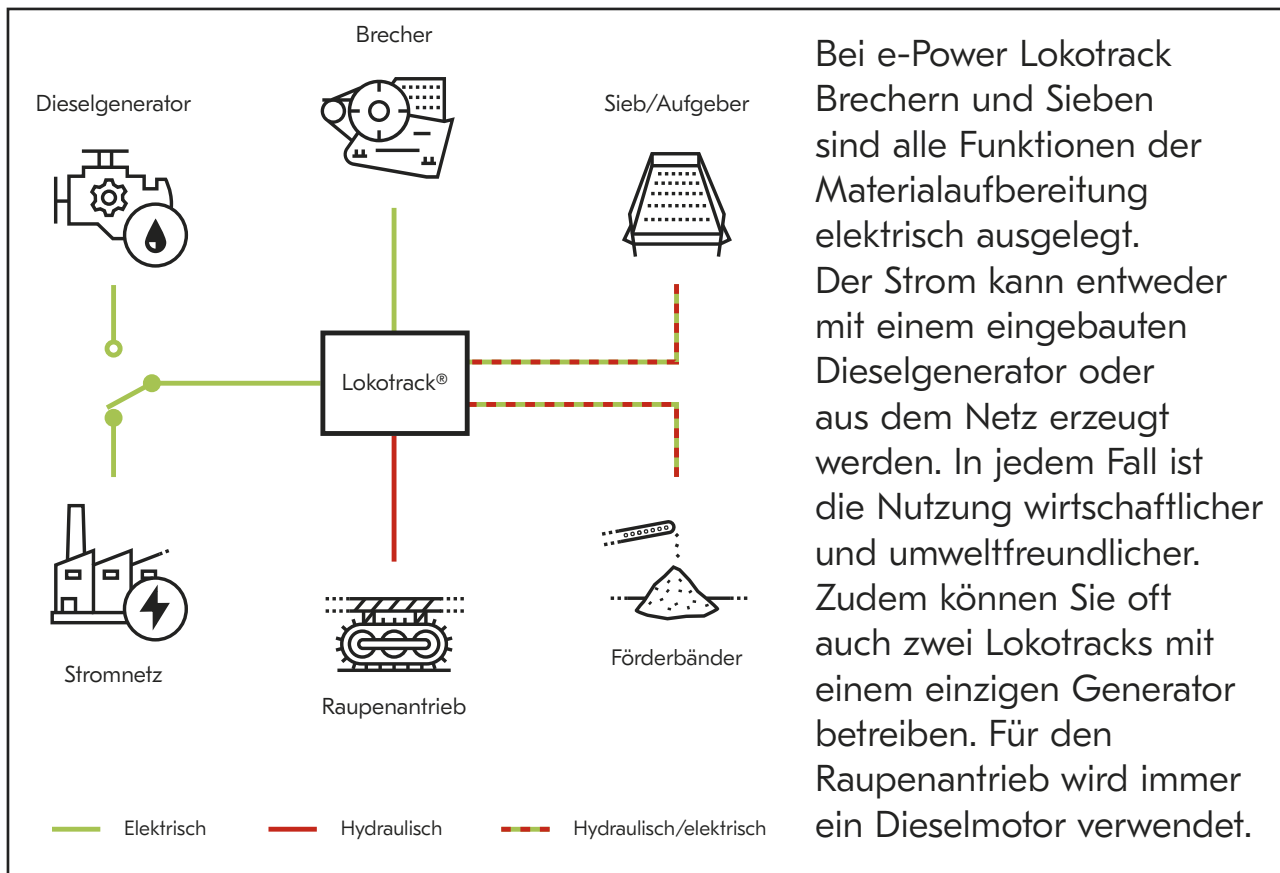 Brecher
Dieselgenerator
Sieb/Aufgeber
Lokotrack®
Stromnetz
Raupenantrieb
Förderbänder
Elektrisch
Hydraulisch
Hydraulisch/elektrisch
Bei e-Power Lokotrack
Brechern und Sieben
sind alle Funktionen der
Materialaufbereitung
elektrisch ausgelegt.
Der Strom kann entweder
mit einem eingebauten
Dieselgenerator oder
aus dem Netz erzeugt
werden. In jedem Fall ist
die Nutzung wirtschaftlicher
und umweltfreundlicher.
Zudem können Sie oft
auch zwei Lokotracks mit
einem einzigen Generator
betreiben. Für den
Raupenantrieb wird immer
ein Dieselmotor verwendet.